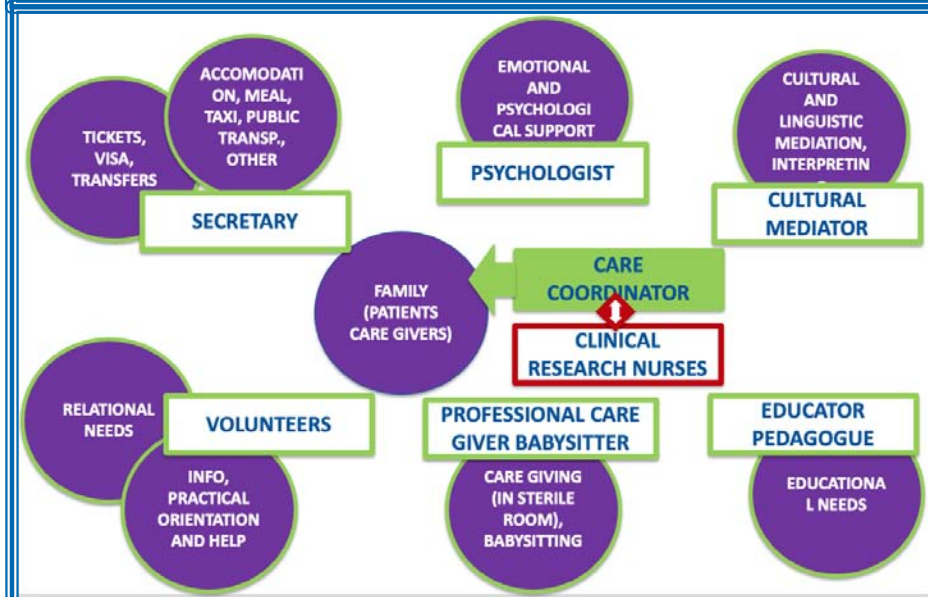 TICKETS,
VISA,
TRANSFERS
ACCOMODATI
ON, MEAL,
TAXI, PUBLIC
TRANSP.,
OTHER
SECRETARY
EMOTIONAL
AND
PSYCHOLOGI
CAL SUPPORT
PSYCHOLOGIST
CULTURAL
AND
LINGUISTIC
MEDIATION,
INTERPRETIN
CULTURAL
MEDIATOR
FAMILY
(PATIENTS
CARE GIVERS)
CARE
COORDINATOR
CLINICAL
RESEARCH NURSES
RELATIONAL
NEEDS
VOLUNTEERS
INFO,
PRACTICAL
ORIENTATION
AND HELP
PROFESSIONAL CARE
GIVER BABYSITTER
CARE GIVING
(IN STERILE
ROOM),
BABYSITTING
EDUCATOR
PEDAGOGUE
EDUCATIONA
L NEEDS